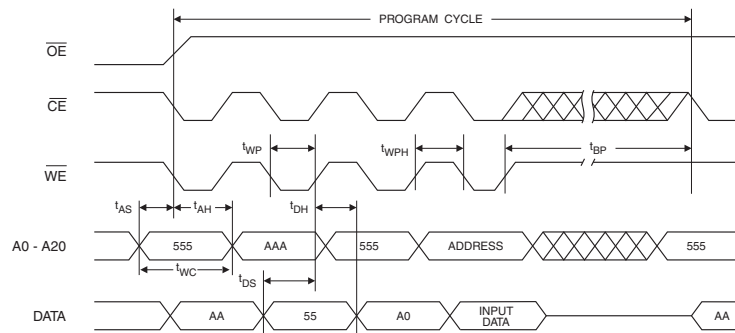 PROGRAM CYCLE
OE
CE
tWP
tWPH
tBP
WE
tAS
tAH
tDH
A0 - A20
555
AAA
555
ADDRESS
555
tWC
tDS
DATA
AA
55
A0
INPUT
DATA
AA